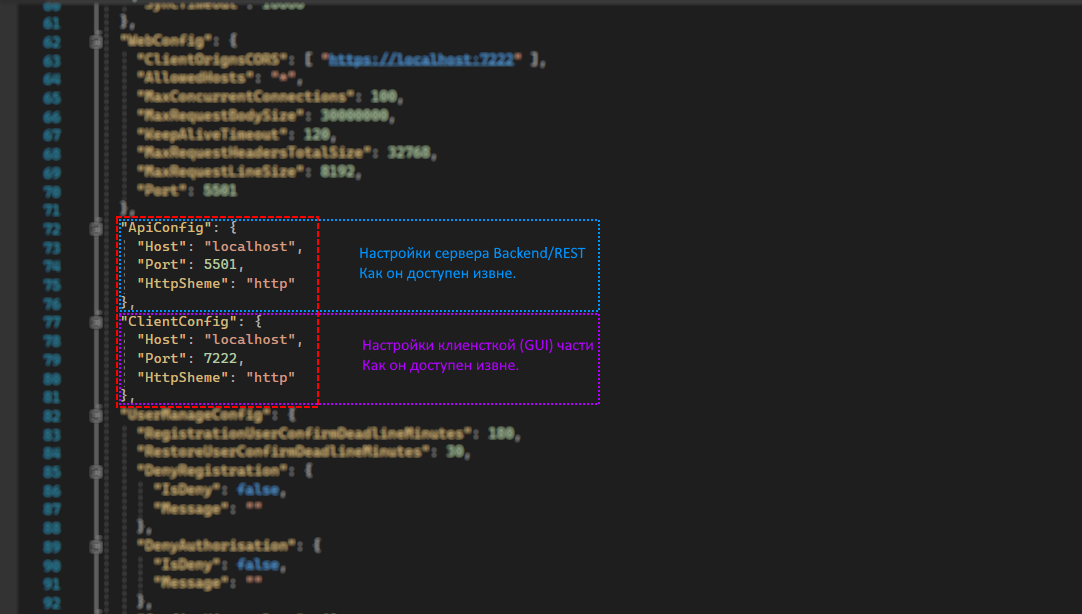 60 "SyncTimeout": 10000
61 },
62 "WebConfig": {
63 "ClientOrignsCORS": [ "https://localhost:7222" ],
64 "AllowedHosts": "*",
65 "MaxConcurrentConnections": 100,
66 "MaxRequestBodySize": 30000000,
67 "KeepAliveTimeout": 120,
68 "MaxRequestHeadersTotalSize": 32768,
69 "MaxRequestLineSize": 8192,
70 "Port": 5501
71 },
72 "ApiConfig": {
73 "Host": "localhost",
Настройки сервера Backend/REST
74 "Port": 5501,
Как он доступен извне.
75 "HttpSheme": "http"
76 },
77 "ClientConfig": {
78 "Host": "localhost",
Настройки клиенсткой (GUI) части
79 "Port": 7222,
Как он доступен извне.
80 "HttpSheme": "http"
81 },
82 "UserManageConfig": {
83 "RegistrationUserConfirmDeadlineMinutes": 180,
84 "RestoreUserConfirmDeadlineMinutes": 30,
85 "DenyRegistration": {
86 "IsDeny": false,
87 "Message": ""
88 },
89 "DenyAuthorisation": {
90 "IsDeny": false,
91 "Message": ""
92 },